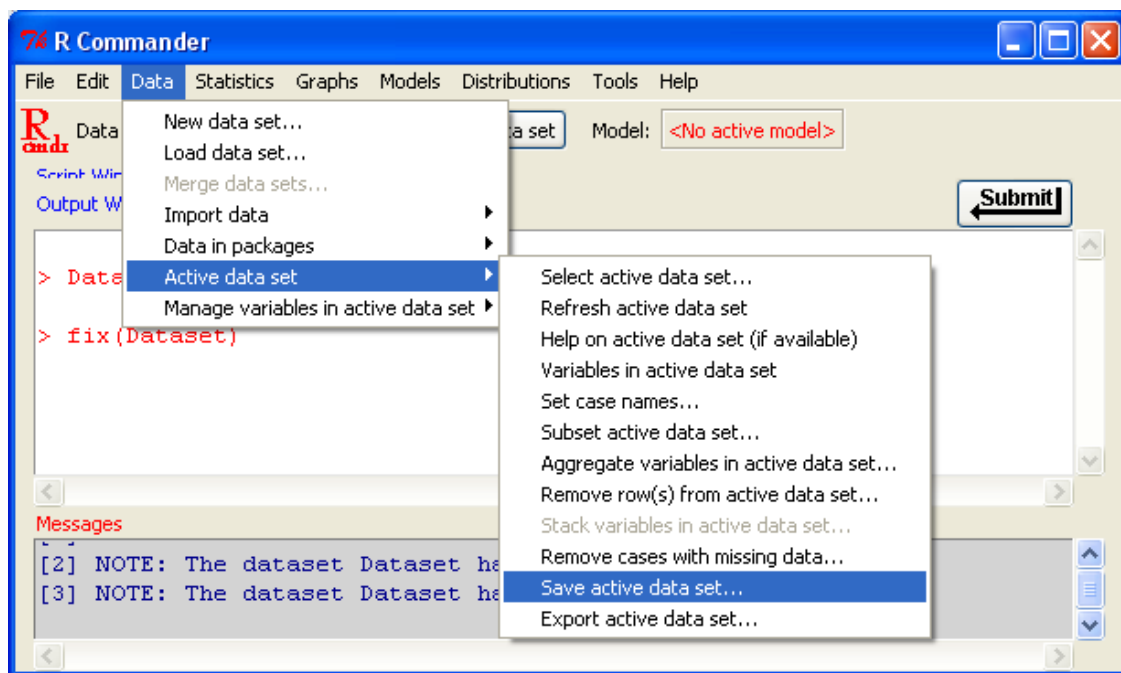 R Commander
File Edit Data Statistics Graphs Models Distributions Tools Help
R cmdr Data a set Model: <No active model>
New data set...
Load data set...
Merge data sets...
Import data
Data in packages
Active data set
Manage variables in active data set
Script Win
Output W
Submit
> Data
> fix(Dataset)
Select active data set...
Refresh active data set
Help on active data set (if available)
Variables in active data set
Set case names...
Subset active data set...
Aggregate variables in active data set...
Remove row(s) from active data set...
Stack variables in active data set...
Remove cases with missing data...
Save active data set...
Export active data set...
Messages
[2] NOTE: The dataset Dataset ha
[3] NOTE: The dataset Dataset ha